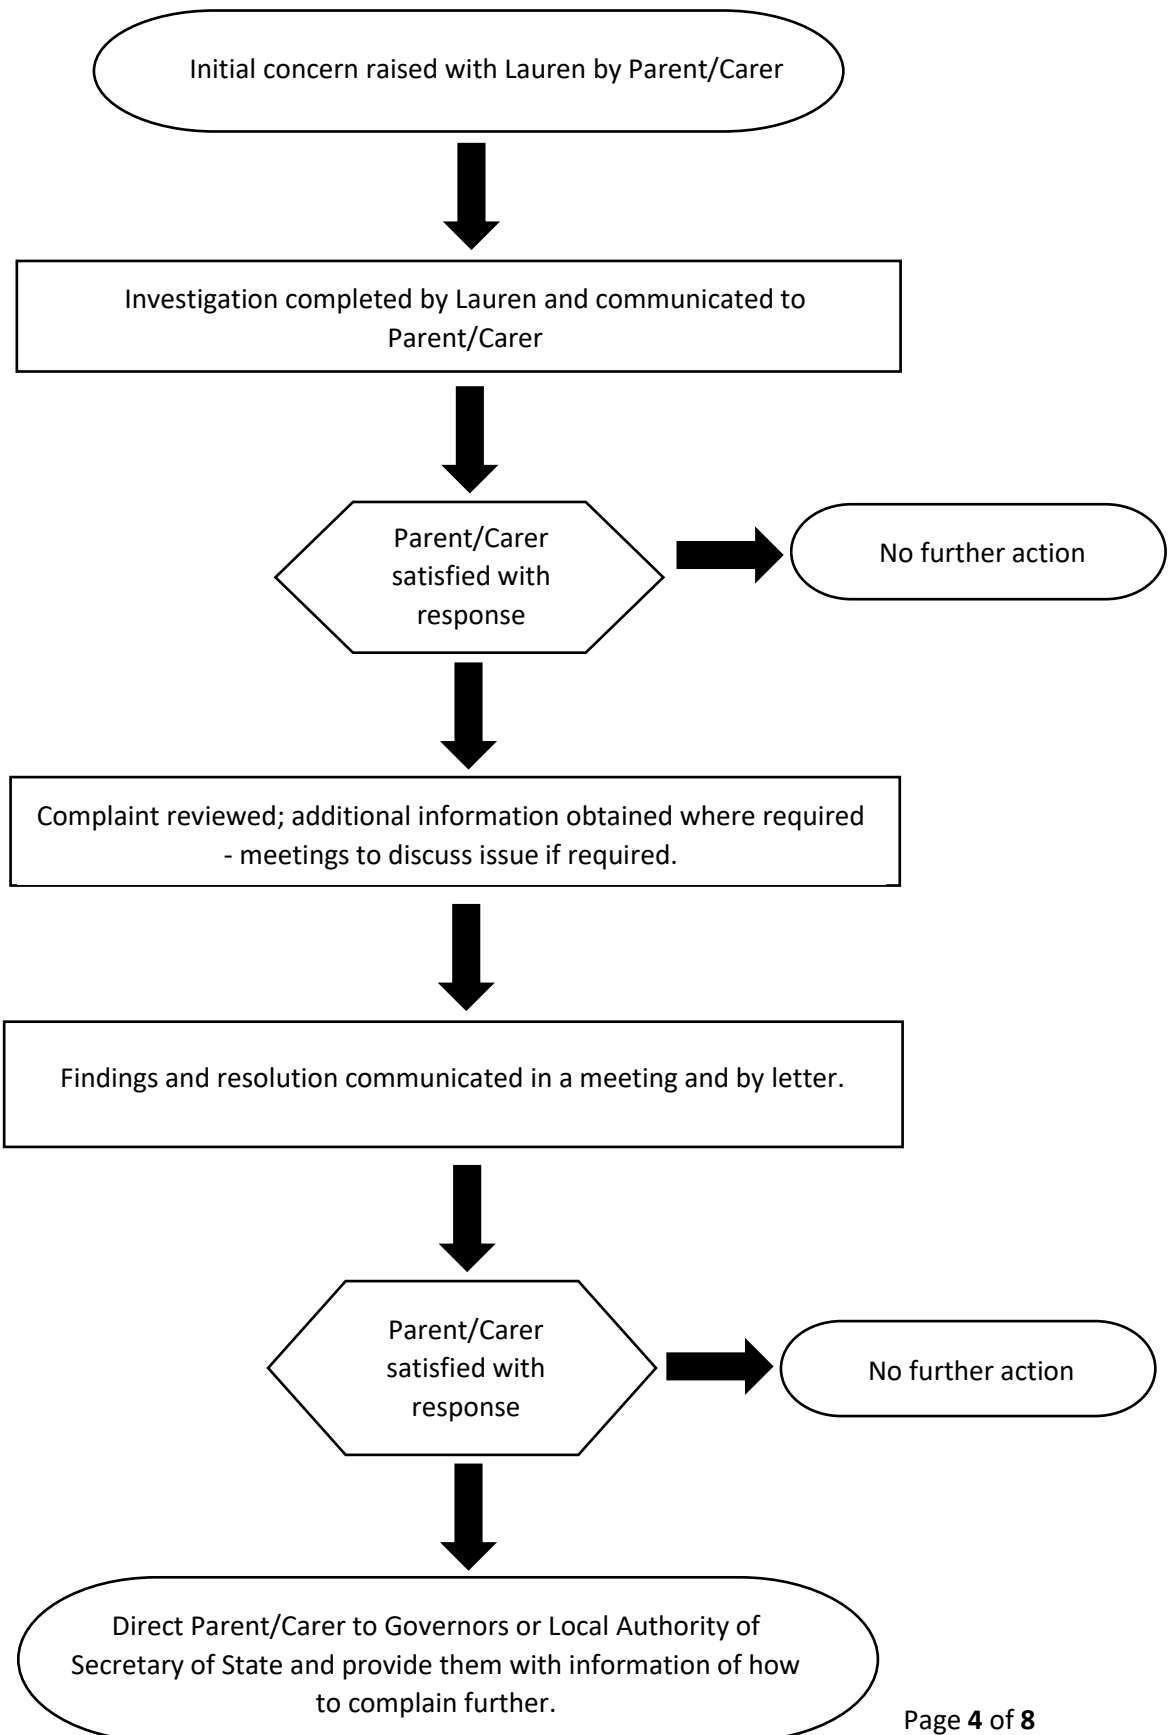 Initial concern raised with Lauren by Parent/Carer
Investigation completed by Lauren and communicated to
Parent/Carer
Parent/Carer
satisfied with
response
No further action
Complaint reviewed; additional information obtained where required
- meetings to discuss issue if required.
Findings and resolution communicated in a meeting and by letter.
Parent/Carer
satisfied with
response
No further action
Direct Parent/Carer to Governors or Local Authority of
Secretary of State and provide them with information of how
to complain further.
Page 4 of 8